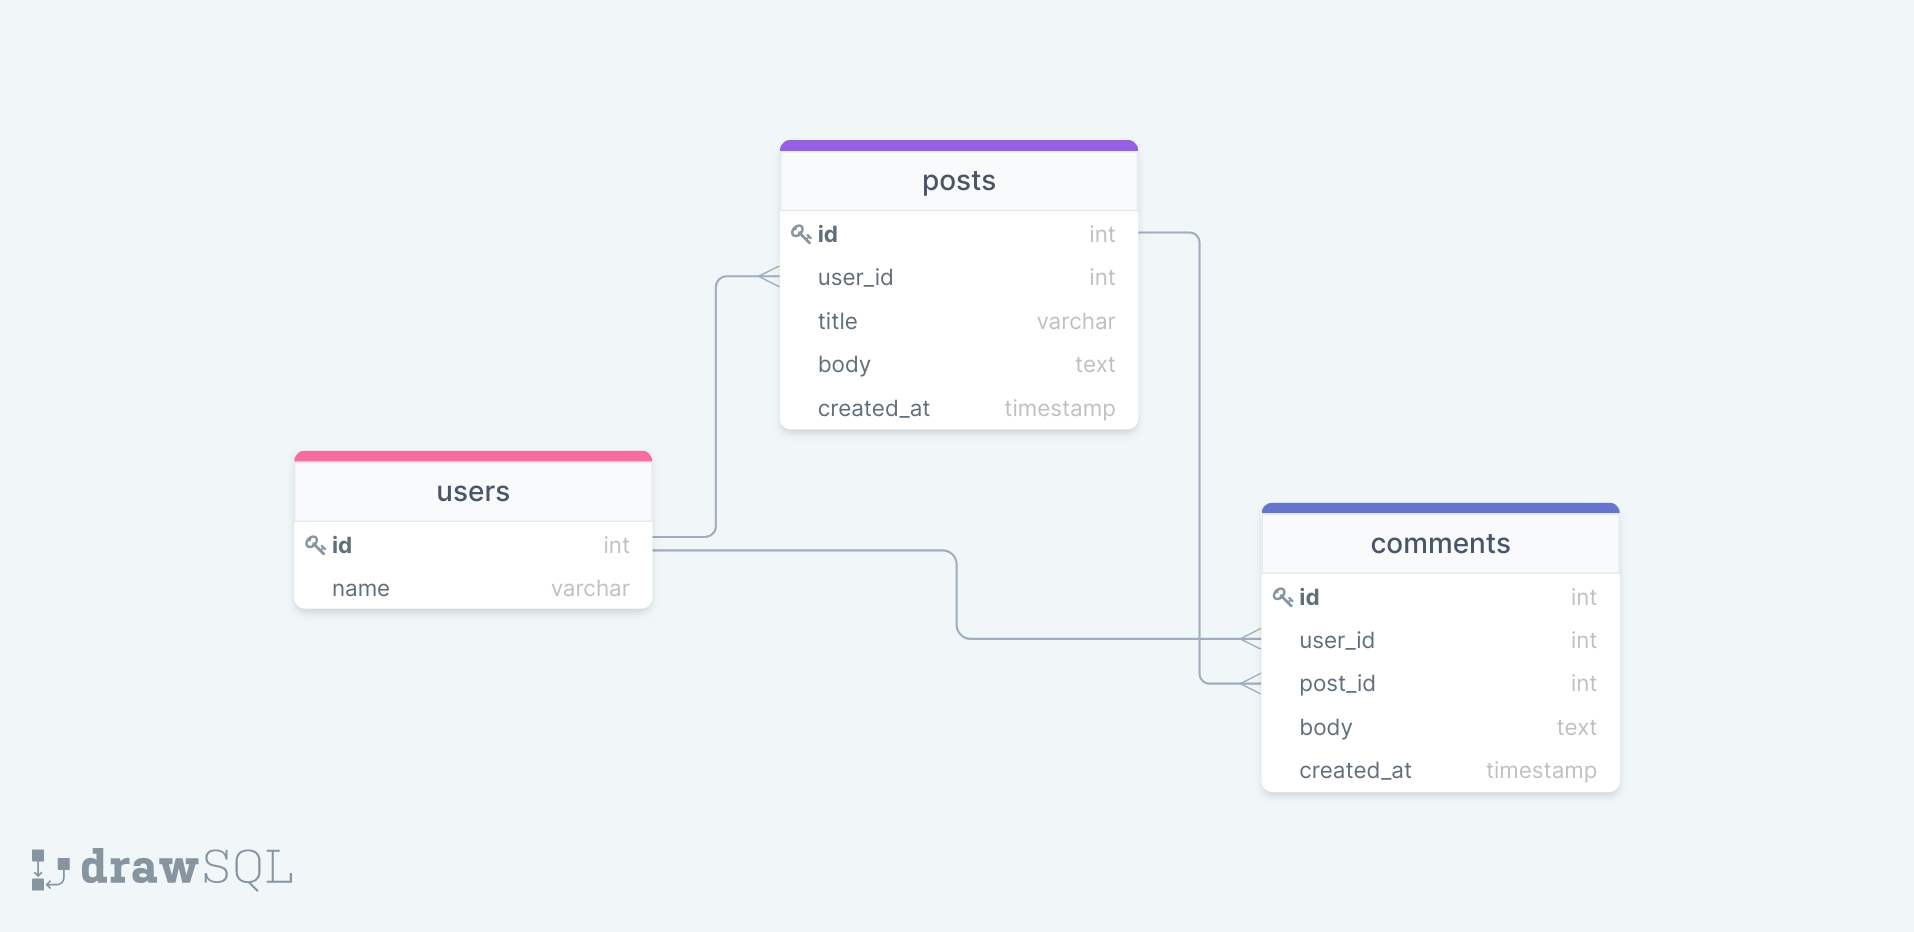 posts
id int
user_id int
title varchar
body text
created_at timestamp
users
id int
name varchar
comments
id int
user_id int
post_id int
body text
created_at timestamp
drawSQL